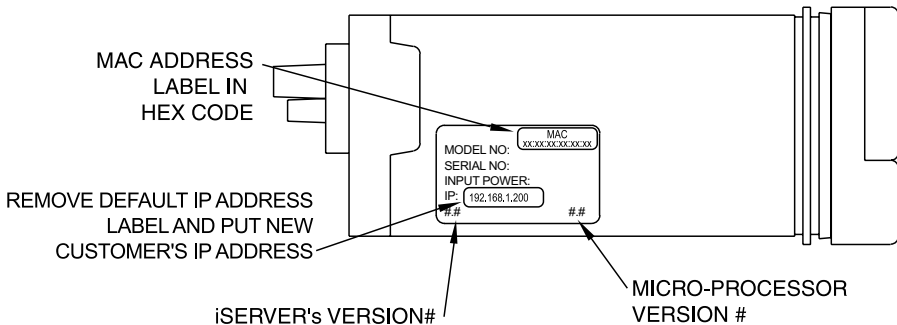 MAC ADDRESS
LABEL IN
HEX CODE
MAC
xx:xx:xx:xx:xx:xx
MODEL NO:
SERIAL NO:
INPUT POWER:
IP: 192.168.1.200
#.# #.#
REMOVE DEFAULT IP ADDRESS
LABEL AND PUT NEW
CUSTOMER'S IP ADDRESS
iSERVER's VERSION#
MICRO-PROCESSOR
VERSION #